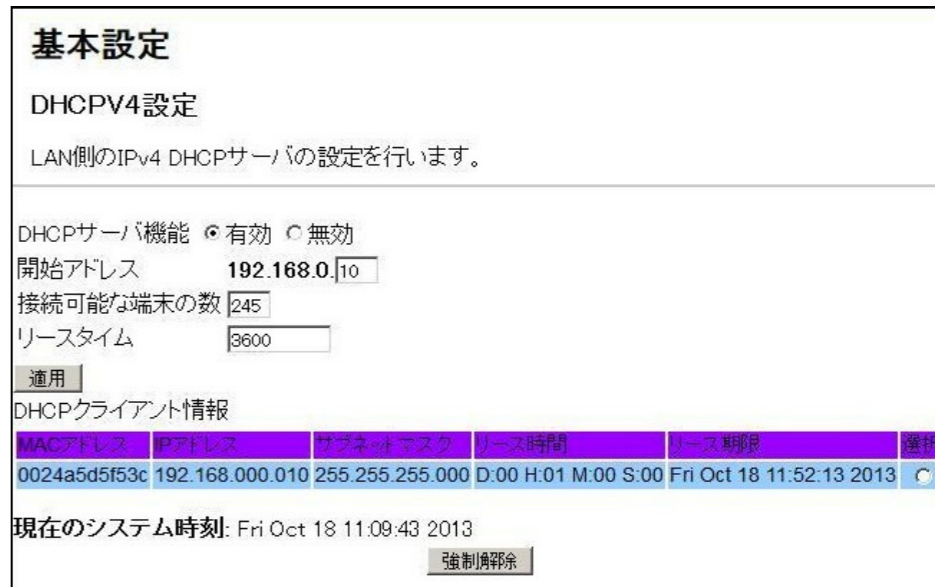 基本設定
DHCPV4設定
LAN側のIPv4 DHCPサーバの設定を行います。
DHCPサーバ機能 有効 無効
開始アドレス 192.168.0. 10
接続可能な端末の数 245
リースタイム 3600
適用
DHCPクライアント情報
MACアドレス IPアドレス サブネットマスク リース時間 リース期限 選択
0024a5d5f53c 192.168.000.010 255.255.255.000 D:00 H:01 M:00 S:00 Fri Oct 18 11:52:13 2013
現在のシステム時刻: Fri Oct 18 11:09:43 2013
強制解除